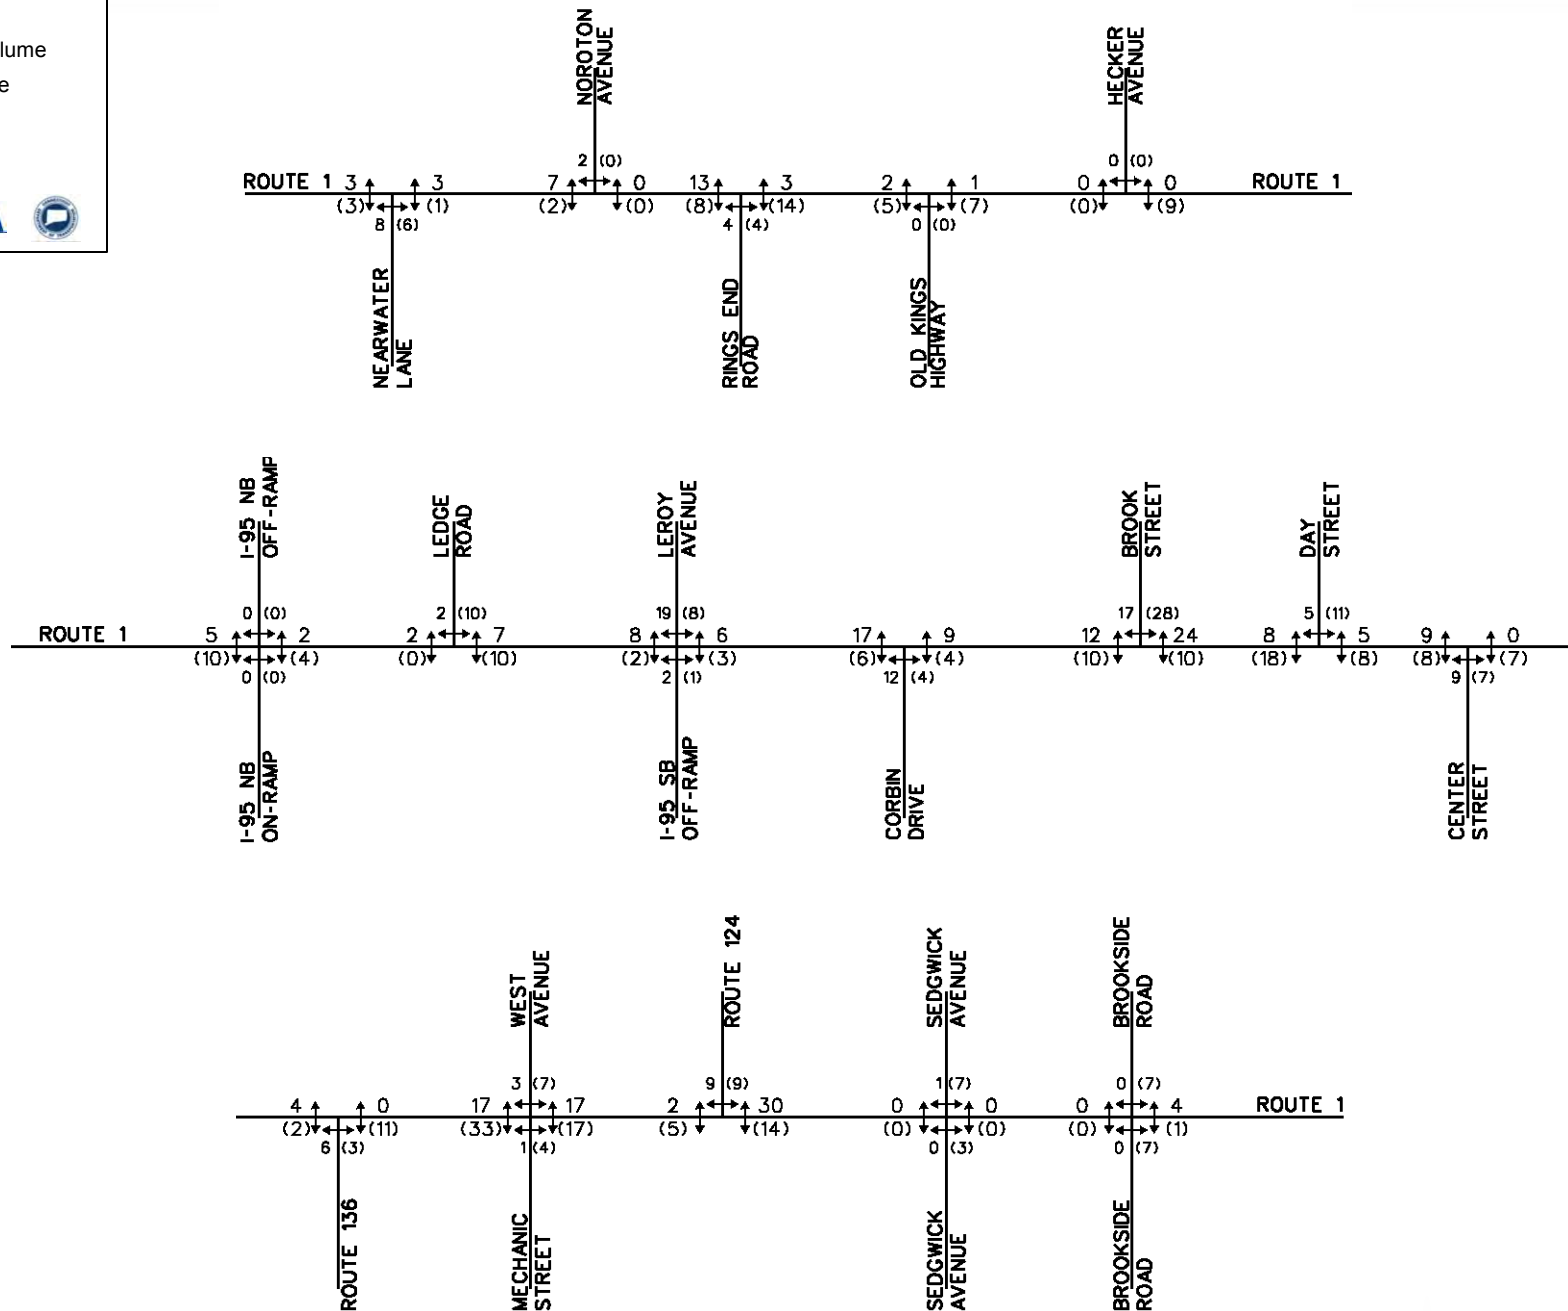 lume
e
NOROTON
AVENUE
HECKER
AVENUE
2 (0)
0 (0)
ROUTE 1 3 3 7 0 13 3 2 1 0 0 ROUTE 1
(3) (1) (2) (0) (8) (14) (5) (7) (0) (9)
8 (6) 4 (4) 0 (0)
NEARWATER
LANE
RINGS END
ROAD
OLD KINGS
HIGHWAY
I-95 NB
OFF-RAMP
LEDGE
ROAD
LEROY
AVENUE
BROOK
STREET
DAY
STREET
0 (0) 2 (10) 19 (8) 17 (28) 5 (11)
ROUTE 1 5 2 2 7 8 6 17 9 12 24 8 5 9 0
(10) (4) (0) (10) (2) (3) (6) (4) (10) (10) (18) (8) (8) (7)
0 (0) 2 (1) 12 (4) 9 (7)
I-95 NB
ON-RAMP
I-95 SB
OFF-RAMP
CORBIN
DRIVE
CENTER
STREET
WEST
AVENUE
ROUTE 124
SEDGWICK
AVENUE
BROOKSIDE
ROAD
3 (7) 9 (9) 1 (7) 0 (7)
4 0 17 17 2 30 0 0 0 4 ROUTE 1
(2) (11) (33) (17) (5) (14) (0) (0) (0) (1)
6 (3) 1 (4) 0 (3) 0 (7)
ROUTE 136
MECHANIC
STREET
SEDGWICK
AVENUE
BROOKSIDE
ROAD